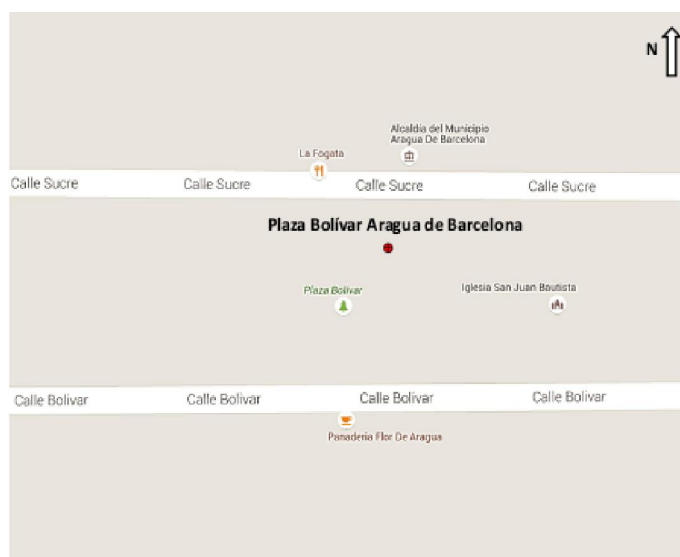 N
Alcaldía del Municipio
Aragua De Barcelona
La Fogata
Calle Sucre Calle Sucre Calle Sucre Calle Sucre
Plaza Bolívar Aragua de Barcelona
Plaza Bolivar
Iglesia San Juan Bautista
Calle Bolivar Calle Bolivar Calle Bolivar Calle Bolivar
Panaderia Flor De Aragua